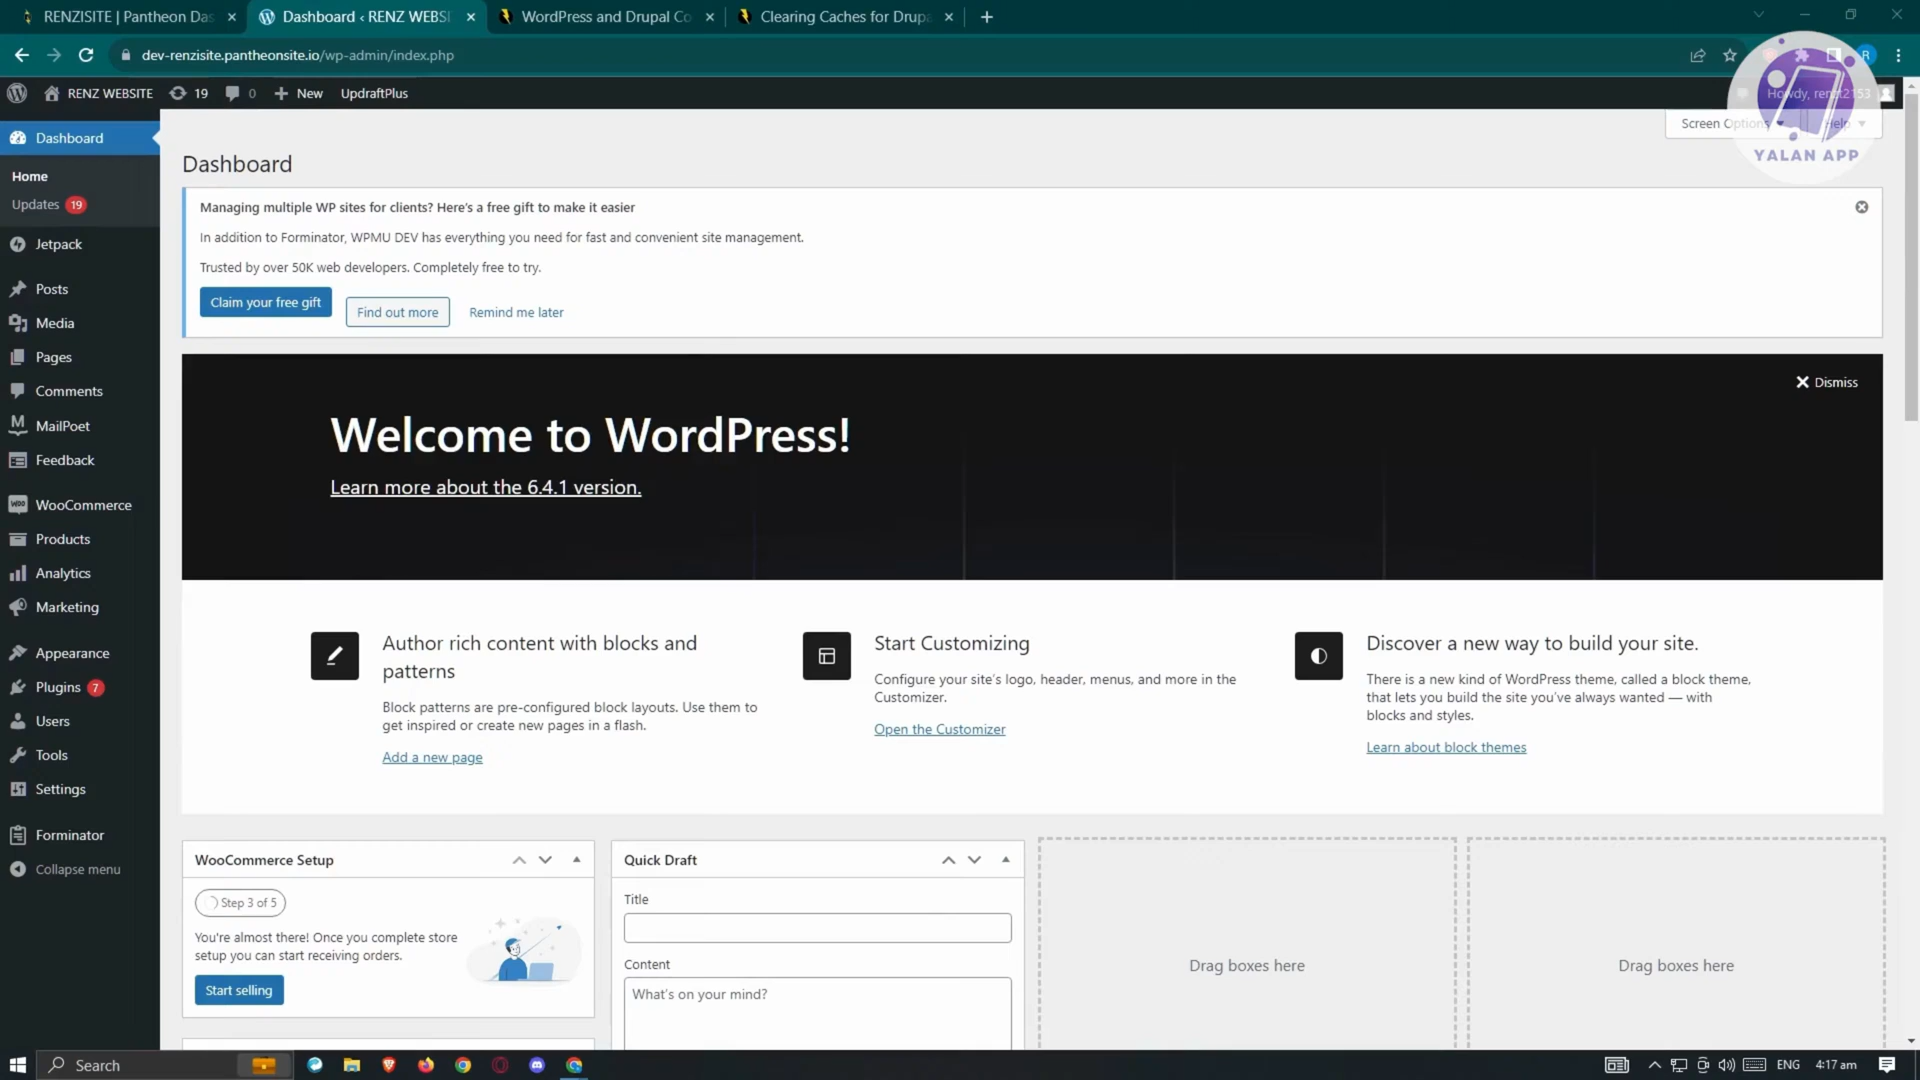 RENZISITE | Pantheon Das
Dashboard ‹ RENZ WEBSI
WordPress and Drupal Co
Clearing Caches for Drupa
dev-renzisite.pantheonsite.io/wp-admin/index.php
R
RENZ WEBSITE
19
0
New
UpdraftPlus
Howdy, renzt2153
Screen Options
Help
YALAN APP
Dashboard
Home
Updates 19
Jetpack
Posts
Media
Pages
Comments
MailPoet
Feedback
WooCommerce
Products
Analytics
Marketing
Appearance
Plugins 7
Users
Tools
Settings
Forminator
Collapse menu
Dashboard
Managing multiple WP sites for clients? Here's a free gift to make it easier
In addition to Forminator, WPMU DEV has everything you need for fast and convenient site management.
Trusted by over 50K web developers. Completely free to try.
Claim your free gift
Find out more
Remind me later
Dismiss
Welcome to WordPress!
Learn more about the 6.4.1 version.
Author rich content with blocks and
patterns
Block patterns are pre-configured block layouts. Use them to
get inspired or create new pages in a flash.
Add a new page
Start Customizing
Configure your site's logo, header, menus, and more in the
Customizer.
Open the Customizer
Discover a new way to build your site.
There is a new kind of WordPress theme, called a block theme,
that lets you build the site you've always wanted — with
blocks and styles.
Learn about block themes
WooCommerce Setup
Step 3 of 5
You're almost there! Once you complete store
setup you can start receiving orders.
Start selling
Quick Draft
Title
Content
What's on your mind?
Drag boxes here
Drag boxes here
Search
ENG
4:17 am